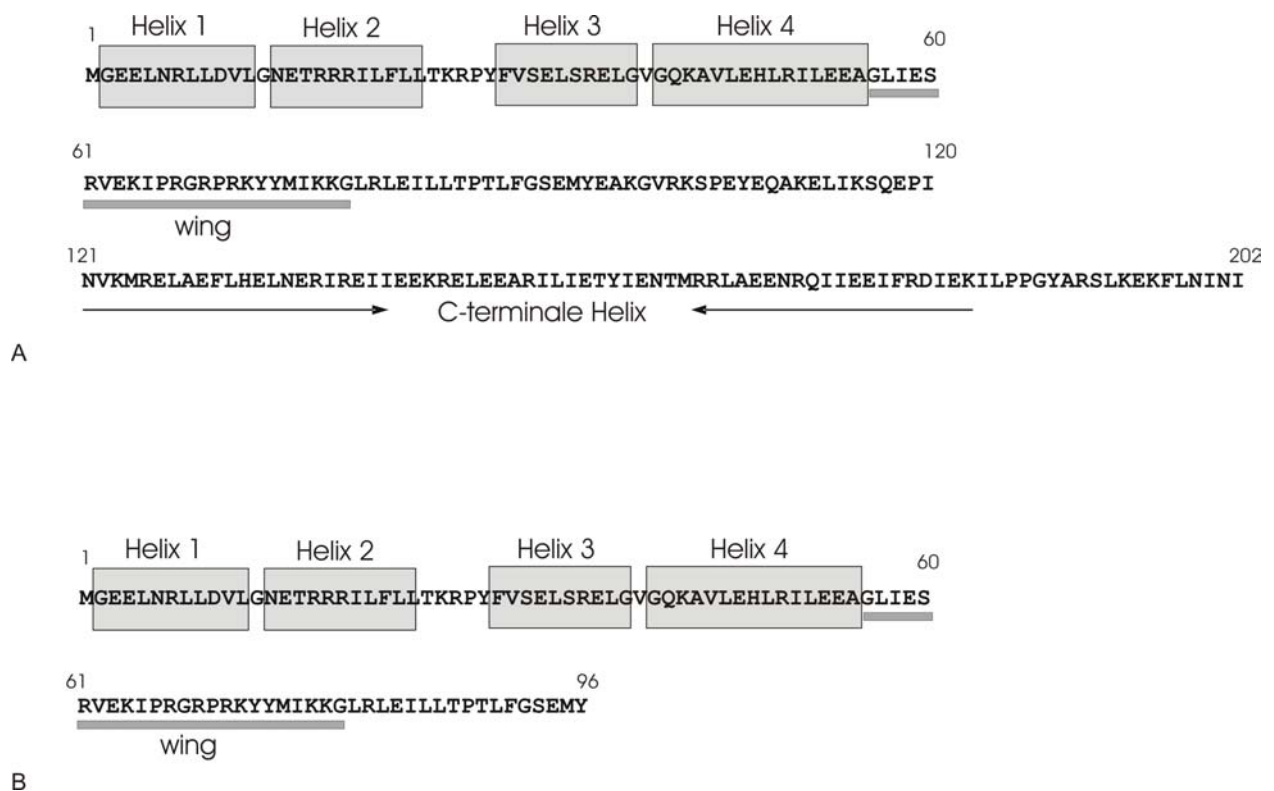 Helix 1 Helix 2 Helix 3 Helix 4
1 60
MGEELNRLLDVLGNETRRRILFLLTKRPYFVSELSRELGVGQKAVLEHLRILEEAGLIES
61 120
RVEKIPRGRPRKYYMIKKGLRLEILLTPTLFGSEMYEAKGVRKSPEYEQAKELIKSQEPI
wing
121 202
NVKMRELAEFLHELNERIREIIEEKRELEEARILIETYIENTMRRLAEENRQIIEEIFRDIEKILPPGYARSLKEKFLNINI
C-terminale Helix
A
Helix 1 Helix 2 Helix 3 Helix 4
1 60
MGEELNRLLDVLGNETRRRILFLLTKRPYFVSELSRELGVGQKAVLEHLRILEEAGLIES
61 96
RVEKIPRGRPRKYYMIKKGLRLEILLTPTLFGSEMY
wing
B